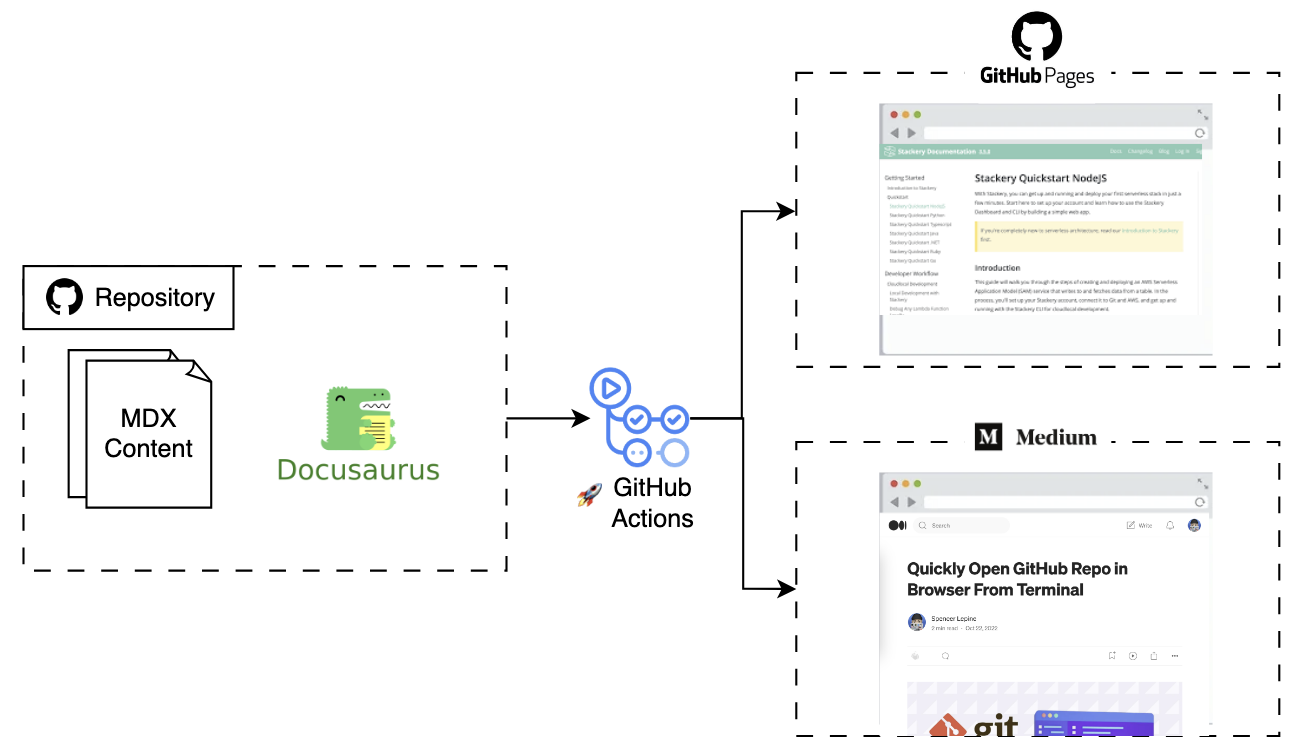 GitHub Pages
Stackery Documentation
Docs Changelog Blog Log in
Getting Started
Introduction to Stackery
Quickstart
Stackery Quickstart NodeJS
Stackery Quickstart Python
Stackery Quickstart Typescript
Stackery Quickstart Java
Stackery Quickstart .NET
Stackery Quickstart Ruby
Stackery Quickstart Go
Developer Workflow
Cloudlocal Development
Local Development with
Stackery
Debug Any Lambda Function
Stackery Quickstart NodeJS
With Stackery, you can get up and running and deploy your first serverless stack in just a
few minutes. Start here to set up your account and learn how to use the Stackery
Dashboard and CLI by building a simple web app.
If you're completely new to serverless architecture, read our Introduction to Stackery
first.
Introduction
This guide will walk you through the steps of creating and deploying an AWS Serverless
Application Model (SAM) service that writes to and fetches data from a table. In the
process, you'll set up your Stackery account, connect it to Git and AWS, and get up and
running with the Stackery CLI for cloudlocal development.
Repository
MDX
Content
Docusaurus
GitHub
Actions
M Medium
Search
Write
Quickly Open GitHub Repo in
Browser From Terminal
Spencer Lepine
2 min read · Oct 22, 2022
git